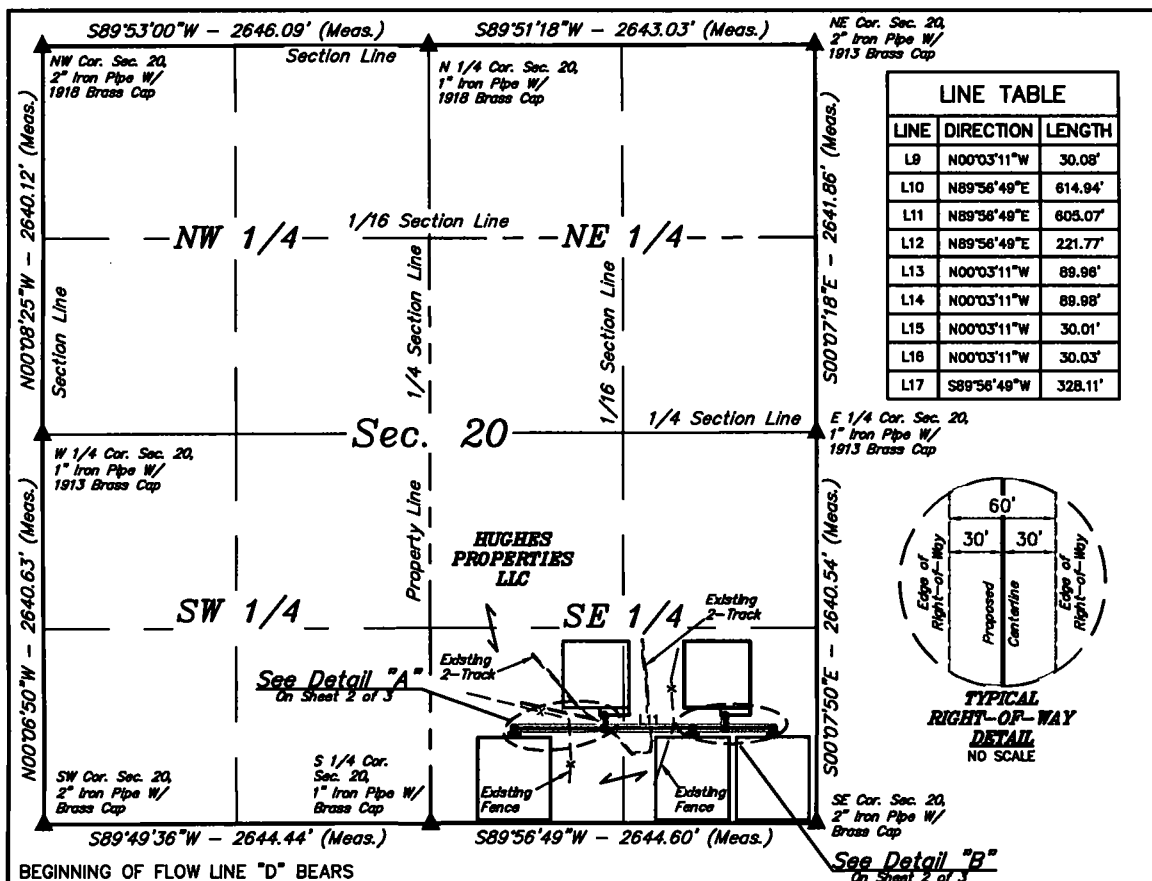 S89°53'00"W - 2646.09' (Meas.)
S89°51'18"W - 2643.03' (Meas.)
NW Cor. Sec. 20,
2" Iron Pipe W/
1918 Brass Cap
Section Line
N 1/4 Cor. Sec. 20,
1" Iron Pipe W/
1918 Brass Cap
NE Cor. Sec. 20,
2" Iron Pipe W/
1913 Brass Cap
LINE TABLE
LINE DIRECTION LENGTH
L9 N00°03'11"W 30.08'
L10 N89°56'49"E 614.94'
L11 N89°56'49"E 605.07'
L12 N89°56'49"E 221.77'
L13 N00°03'11"W 89.96'
L14 N00°03'11"W 89.98'
L15 N00°03'11"W 30.01'
L16 N00°03'11"W 30.03'
L17 S89°56'49"W 328.11'
N00°08'25"W - 2640.12' (Meas.)
Section Line
NW 1/4
1/16 Section Line
NE 1/4
1/4 Section Line
1/16 Section Line
S00°07'18"E - 2641.86' (Meas.)
Sec. 20
1/4 Section Line
W 1/4 Cor. Sec. 20,
1" Iron Pipe W/
1913 Brass Cap
E 1/4 Cor. Sec. 20,
1" Iron Pipe W/
1913 Brass Cap
N00°06'50"W - 2640.63' (Meas.)
Property Line
HUGHES
PROPERTIES
LLC
SW 1/4
SE 1/4
S00°07'50"E - 2640.54' (Meas.)
60'
30' 30'
Edge of
Right-of-Way
Proposed
Centerline
Edge of
Right-of-Way
TYPICAL
RIGHT-OF-WAY
DETAIL
NO SCALE
Existing
2-Track
Existing
2-Track
See Detail "A"
On Sheet 2 of 3
L11
Existing
Fence
Existing
Fence
SW Cor. Sec. 20,
2" Iron Pipe W/
Brass Cap
S 1/4 Cor.
Sec. 20,
1" Iron Pipe W/
Brass Cap
SE Cor. Sec. 20,
2" Iron Pipe W/
Brass Cap
S89°49'36"W - 2644.44' (Meas.)
S89°56'49"W - 2644.60' (Meas.)
See Detail "B"
On Sheet 2 of 3
BEGINNING OF FLOW LINE "D" BEARS